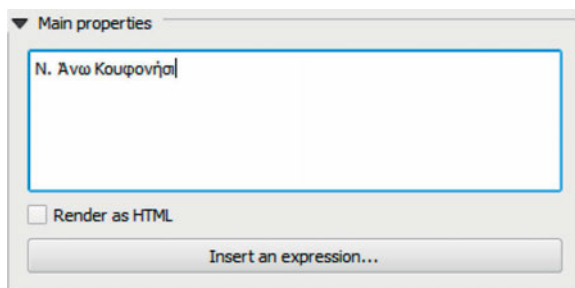 Main properties
Ν. Άνω Κουφονήσι
Render as HTML
Insert an expression...